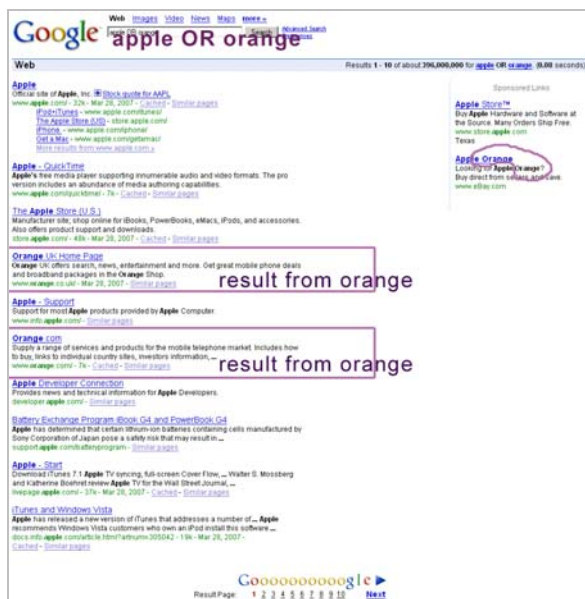 Web Images Video News Maps more »
Google apple OR orange Search Advanced Search
apple OR orange
Web Results 1 - 10 of about 396,000,000 for apple OR orange. (0.08 seconds)
Apple
Official site of Apple, Inc. Stock quote for AAPL
www.apple.com/ - 32k - Mar 28, 2007 - Cached - Similar pages
iPod+iTunes - www.apple.com/itunes/
The Apple Store (US) - store.apple.com/
iPhone - www.apple.com/iphone/
Get a Mac - www.apple.com/getamac/
More results from www.apple.com »
Apple - QuickTime
Apple's free media player supporting innumerable audio and video formats. The pro
version includes an abundance of media authoring capabilities.
www.apple.com/quicktime/ - 7k - Cached - Similar pages
The Apple Store (U.S.)
Manufacturer site, shop online for iBooks, PowerBooks, eMacs, iPods, and accessories.
Also offers product support and downloads.
store.apple.com/ - 48k - Mar 28, 2007 - Cached - Similar pages
Orange UK Home Page
Orange UK offers search, news, entertainment and more. Get great mobile phone deals
and broadband packages in the Orange Shop.
www.orange.co.uk/ - Mar 28, 2007 - Similar pages
result from orange
Apple - Support
Support for most Apple products provided by Apple Computer
www.info.apple.com/ - Similar pages
Orange.com
Supply a range of services and products for the mobile telephone market. Includes how
to buy, links to individual country sites, investors information, ...
www.orange.com/ - 7k - Cached - Similar pages
result from orange
Apple Developer Connection
Provides news and technical information for Apple Developers.
developer.apple.com/ - Similar pages
Battery Exchange Program iBook G4 and PowerBook G4
Apple has determined that certain lithium-ion batteries containing cells manufactured by
Sony Corporation of Japan pose a safety risk that may result in ...
support.apple.com/batteryprogram - Similar pages
Apple - Start
Download iTunes 7.1 Apple TV syncing, full-screen Cover Flow, ... Walter S. Mossberg
and Katherine Boehret review Apple TV for the Wall Street Journal, ...
livepage.apple.com/ - 37k - Mar 28, 2007 - Cached - Similar pages
iTunes and Windows Vista
Apple has released a new version of iTunes that addresses a number of ... Apple
recommends Windows Vista customers who own an iPod install this software ...
docs.info.apple.com/article.html?artnum=305042 - 19k - Mar 28, 2007 -
Cached - Similar pages
Sponsored Links
Apple Store™
Buy Apple Hardware and Software at
the Source. Many Orders Ship Free.
www.store.apple.com
Texas
Apple Orange
Looking for Apple Orange?
Buy direct from sellers and save.
www.eBay.com
Goooooooooogle
Result Page: 1 2 3 4 5 6 7 8 9 10 Next